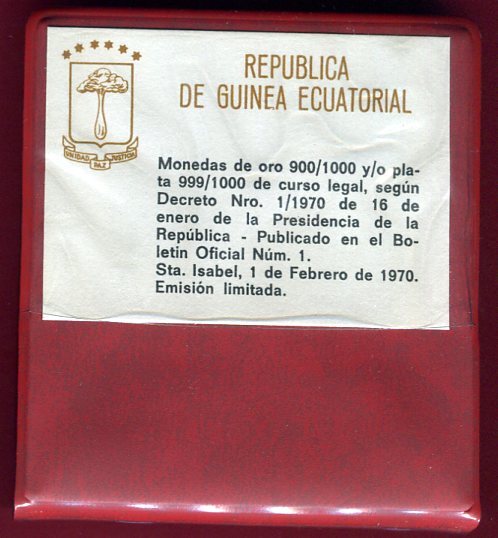 REPUBLICA
DE GUINEA ECUATORIAL
UNIDAD PAZ JUSTICIA
Monedas de oro 900/1000 y/o pla-
ta 999/1000 de curso legal, según
Decreto Nro. 1/1970 de 16 de
enero de la Presidencia de la
República - Publicado en el Bo-
letin Oficial Núm. 1.
Sta. Isabel, 1 de Febrero de 1970.
Emisión limitada.